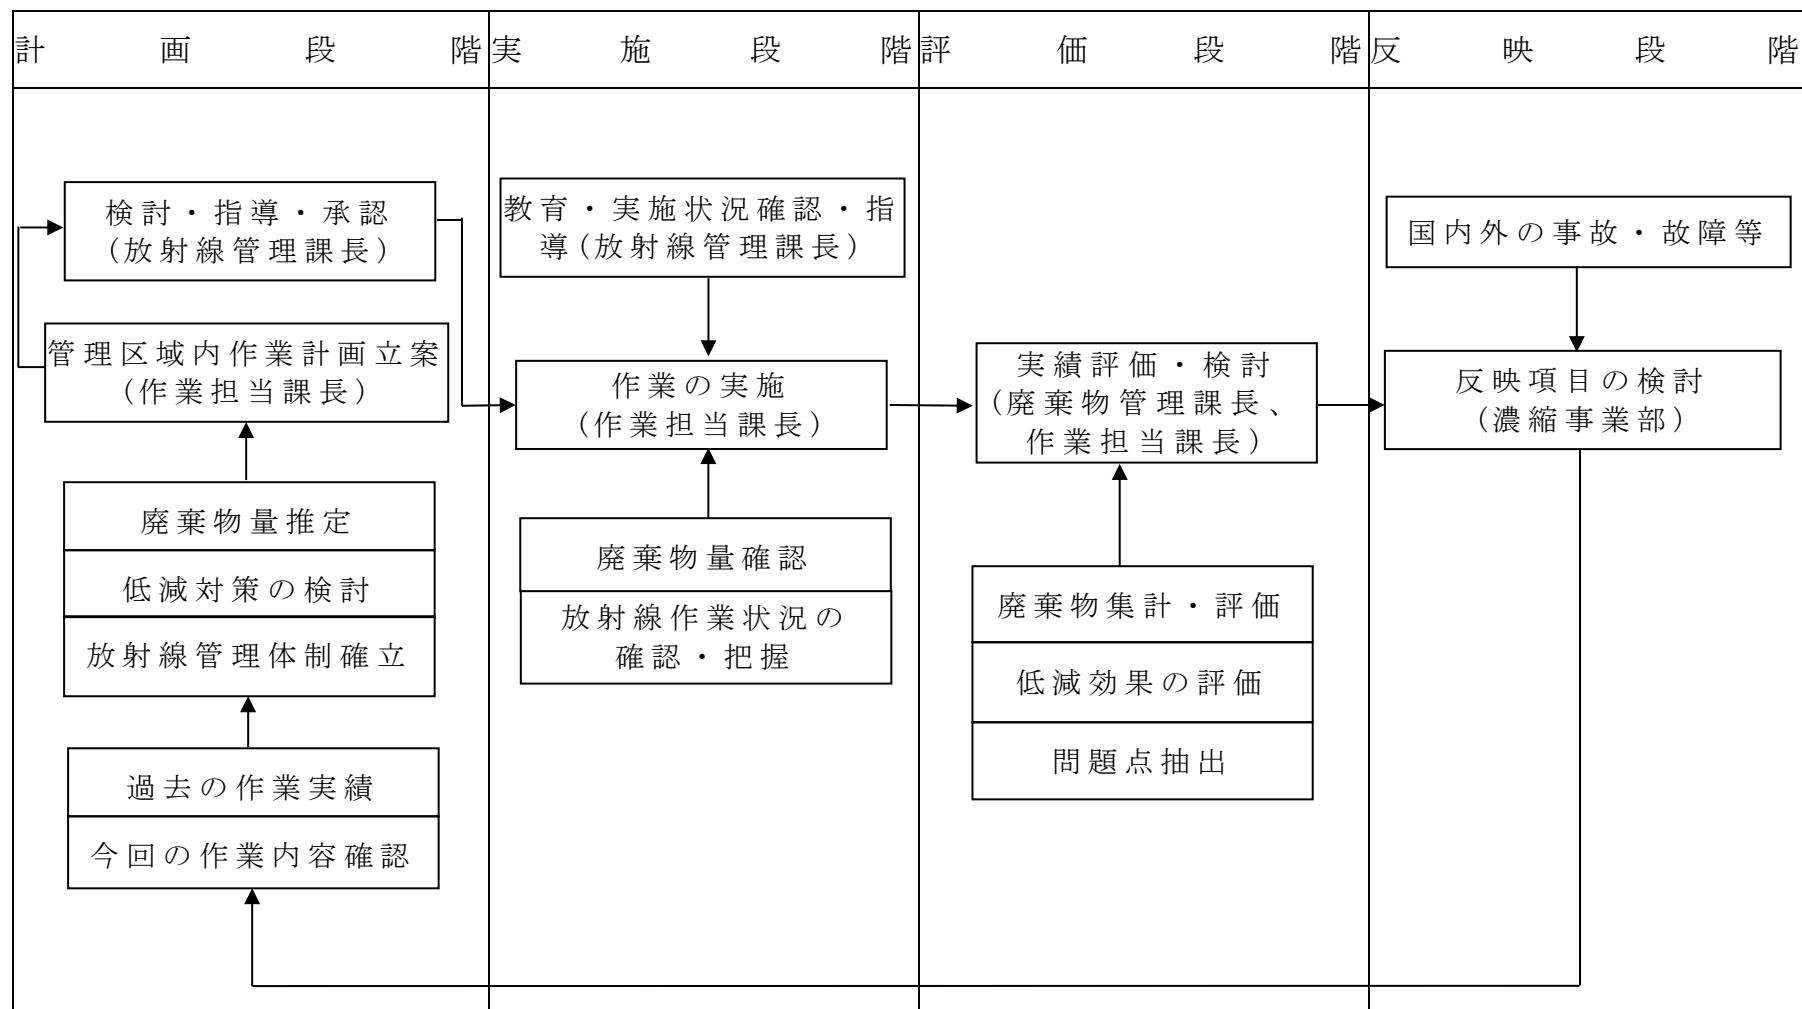 計画段階
実施段階
評価段階
反映段階
検討・指導・承認
(放射線管理課長)
管理区域内作業計画立案
(作業担当課長)
廃棄物量推定
低減対策の検討
放射線管理体制確立
過去の作業実績
今回の作業内容確認
教育・実施状況確認・指
導(放射線管理課長)
作業の実施
(作業担当課長)
廃棄物量確認
放射線作業状況の
確認・把握
実績評価・検討
(廃棄物管理課長、
作業担当課長)
廃棄物集計・評価
低減効果の評価
問題点抽出
国内外の事故・故障等
反映項目の検討
(濃縮事業部)